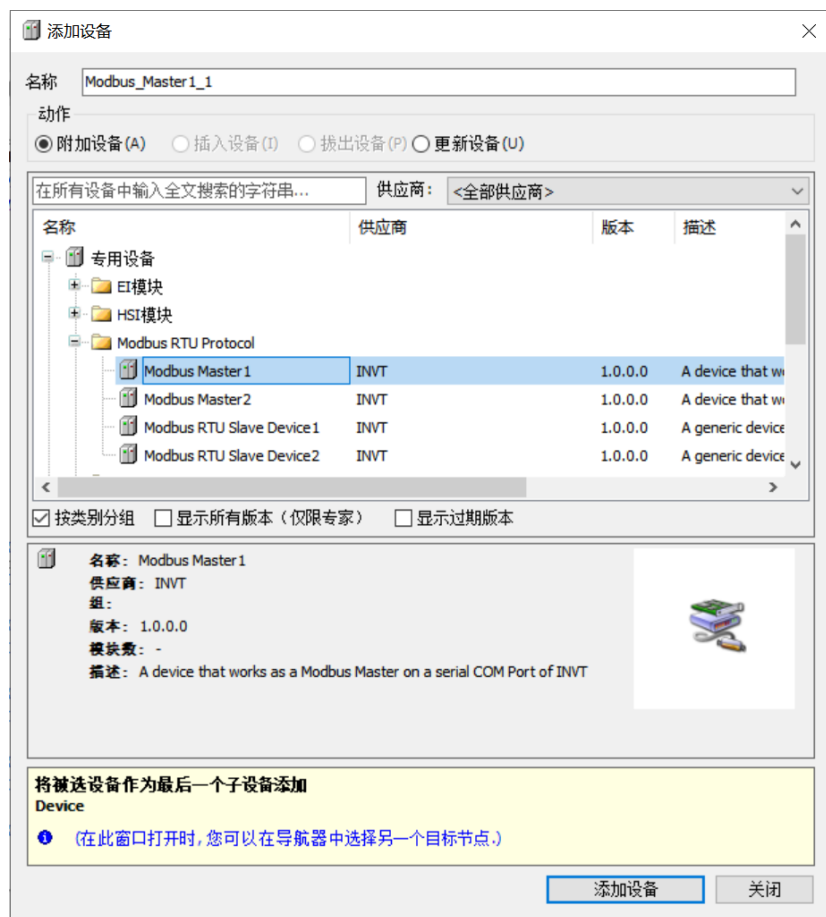 添加设备
名称 Modbus_Master1_1
动作
附加设备(A) 插入设备(I) 拔出设备(P) 更新设备(U)
在所有设备中输入全文搜索的字符串... 供应商: <全部供应商>
名称 供应商 版本 描述
专用设备
EI模块
HSI模块
Modbus RTU Protocol
Modbus Master1 INVT 1.0.0.0 A device that w
Modbus Master2 INVT 1.0.0.0 A device that w
Modbus RTU Slave Device1 INVT 1.0.0.0 A generic device
Modbus RTU Slave Device2 INVT 1.0.0.0 A generic device
按类别分组 显示所有版本(仅限专家) 显示过期版本
名称: Modbus Master1
供应商: INVT
组:
版本: 1.0.0.0
模块数: -
描述: A device that works as a Modbus Master on a serial COM Port of INVT
将被选设备作为最后一个子设备添加
Device
(在此窗口打开时,您可以在导航器中选择另一个目标节点.)
添加设备 关闭